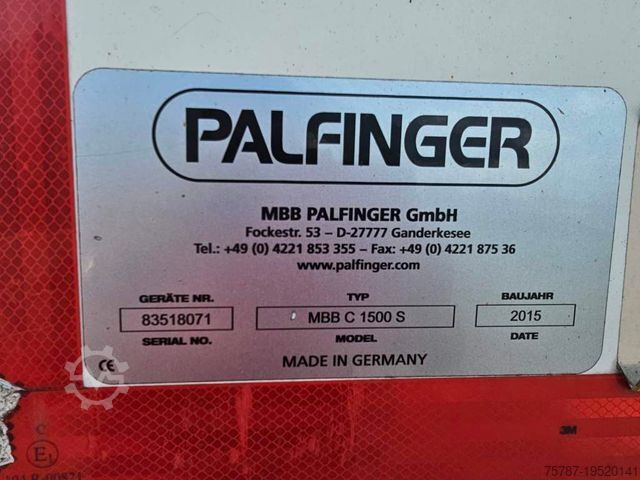 PALFINGER
MBB PALFINGER GmbH
Fockestr. 53 – D-27777 Ganderkesee
Tel.: +49 (0) 4221 853 355 – Fax: +49 (0) 4221 875 36
www.palfinger.com
GERÄTE NR. TYP BAUJAHR
83518071 MBB C 1500 S 2015
SERIAL NO. MODEL DATE
CE MADE IN GERMANY
3M
C
E1
75787-19520141